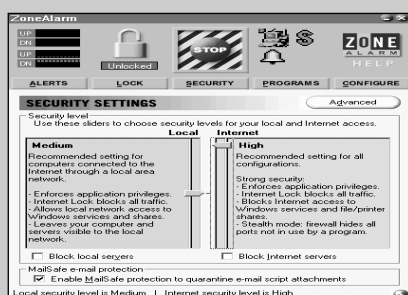 ZoneAlarm
UP
DN
UP
DN
Unlocked
STOP
ZONE
ALARM
HELP
ALERTS LOCK SECURITY PROGRAMS CONFIGURE
SECURITY SETTINGS Advanced
Security level
Use these sliders to choose security levels for your local and Internet access.
Local Internet
Medium
Recommended setting for
computers connected to the
Internet through a local area
network.
- Enforces application privileges.
- Internet Lock blocks all traffic.
- Allows local network access to
Windows services and shares.
- Leaves your computer and
servers visible to the local
network.
High
Recommended setting for all
configurations.
Strong security:
- Enforces application privileges.
- Internet Lock blocks all traffic.
- Blocks Internet access to
Windows services and file/printer
shares.
- Stealth mode: firewall hides all
ports not in use by a program.
Block local servers Block Internet servers
MailSafe e-mail protection
Enable MailSafe protection to quarantine e-mail script attachments
Local security level is Medium | Internet security level is High